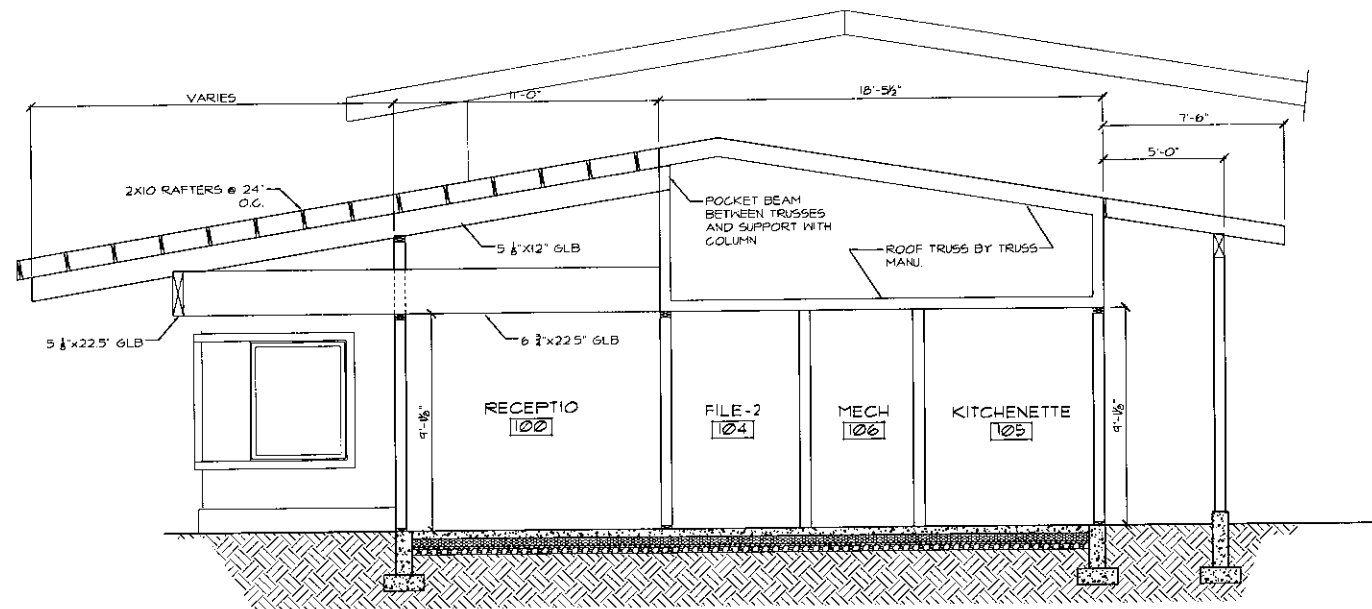 VARIES
11'-0"
18'-5½"
7'-6"
5'-0"
2X10 RAFTERS @ 24"
O.C.
POCKET BEAM
BETWEEN TRUSSES
AND SUPPORT WITH
COLUMN
5 ⅛"X12" GLB
ROOF TRUSS BY TRUSS
MANU.
5 ⅛"x22.5" GLB
6 ¾"x22.5" GLB
RECEPTIO
100
FILE-2
104
MECH
106
KITCHENETTE
105
9'-1⅛"
9'-1⅛"